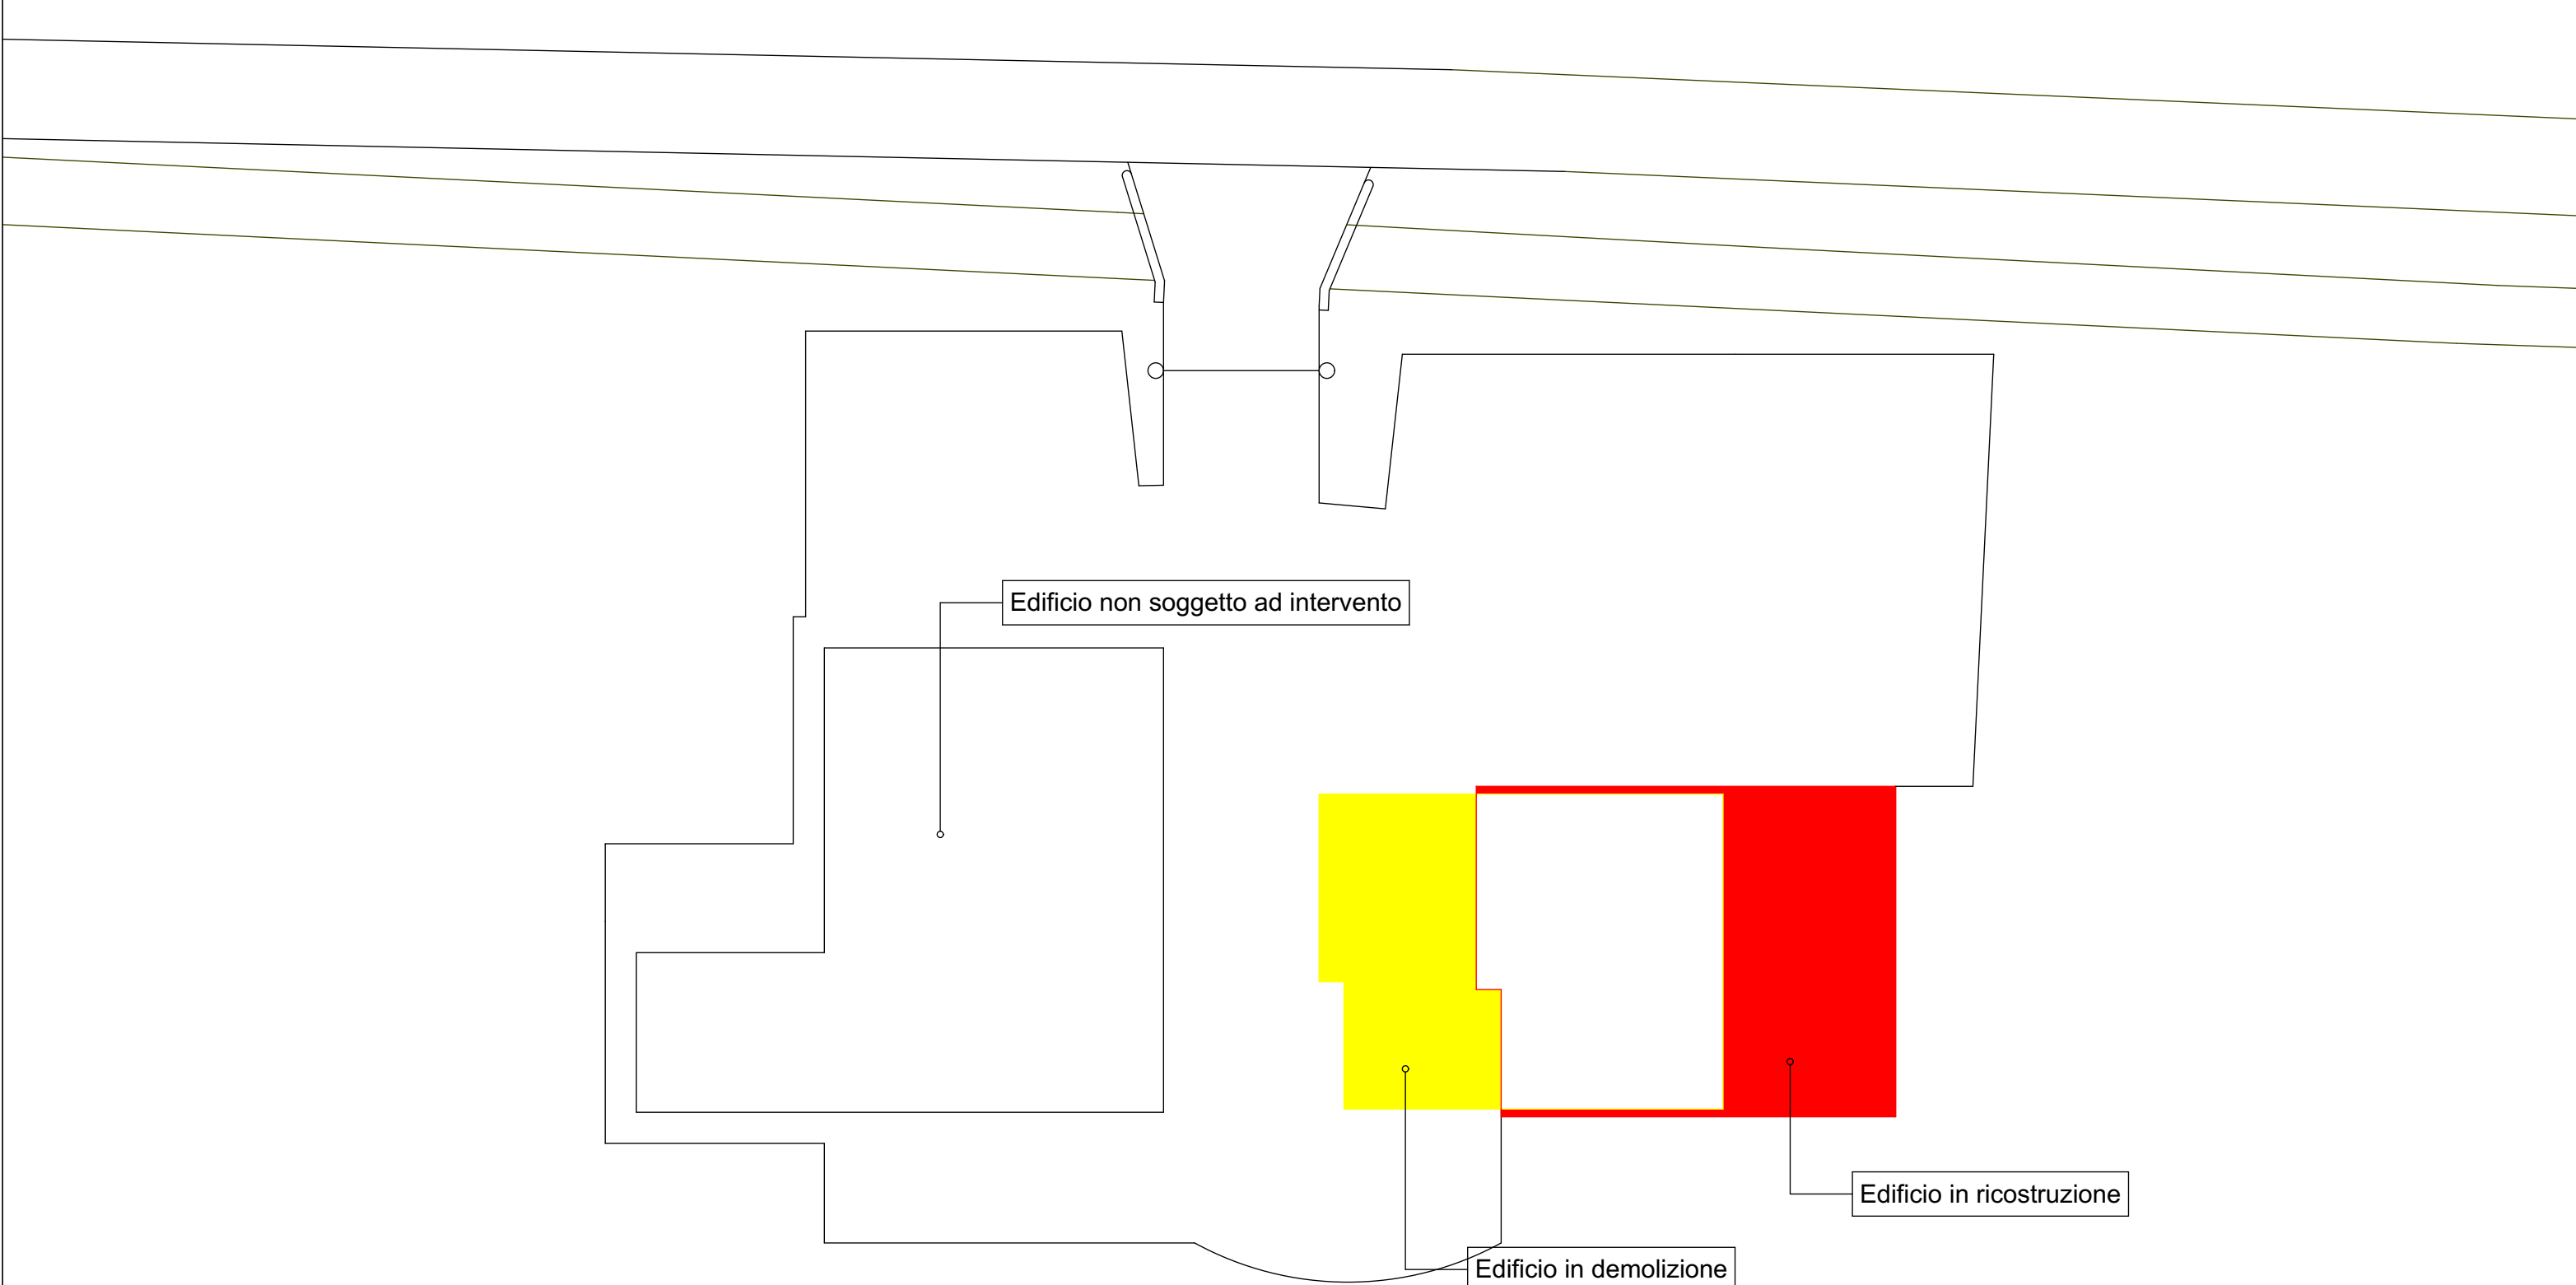 Edificio non soggetto ad intervento
Edificio in ricostruzione
Edificio in demolizione